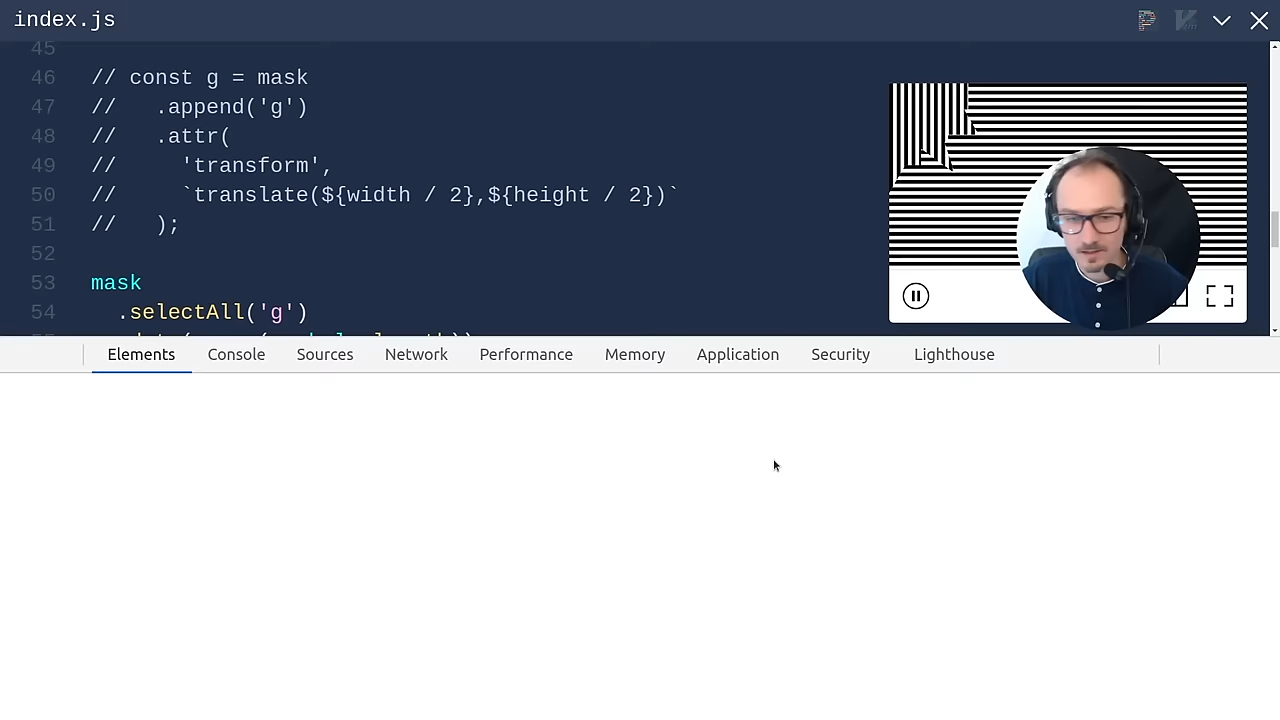 index.js
45
46 // const g = mask
47 //   .append('g')
48 //   .attr(
49 //     'transform',
50 //     `translate(${width / 2},${height / 2})`
51 //   );
52
53 mask
54   .selectAll('g')
Elements Console Sources Network Performance Memory Application Security Lighthouse